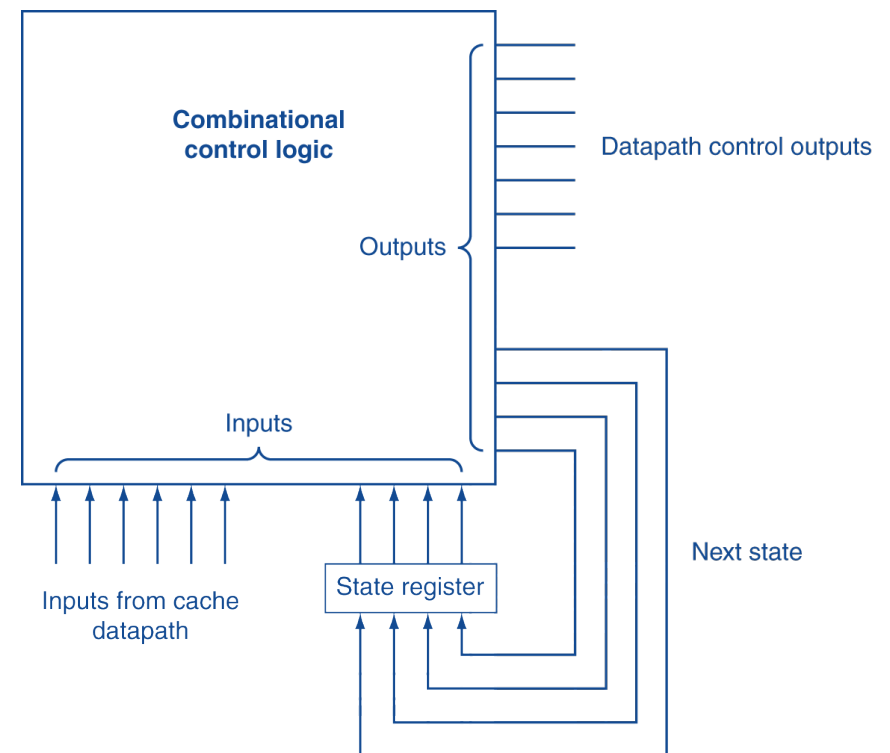 Combinational
control logic
Datapath control outputs
Outputs
Inputs
Next state
State register
Inputs from cache
datapath